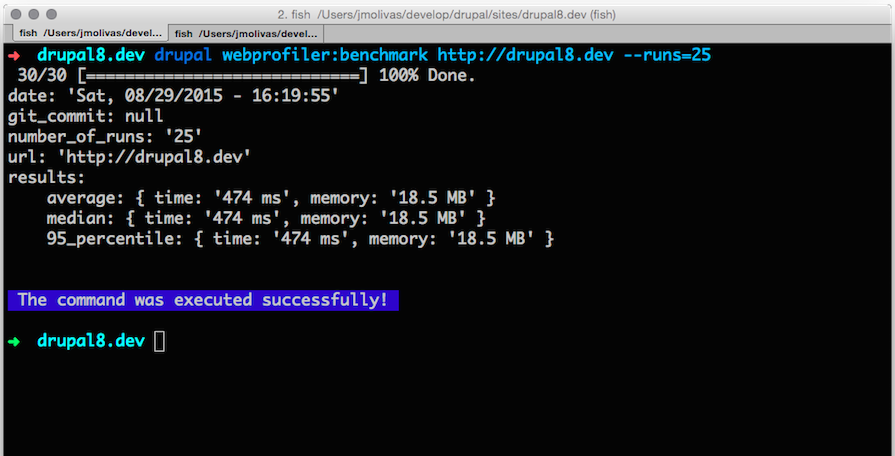 2. fish /Users/jmolivas/develop/drupal/sites/drupal8.dev (fish)
fish /Users/jmolivas/devel... fish /Users/jmolivas/devel...
➜ drupal8.dev drupal webprofiler:benchmark http://drupal8.dev --runs=25
30/30 [============================] 100% Done.
date: 'Sat, 08/29/2015 - 16:19:55'
git_commit: null
number_of_runs: '25'
url: 'http://drupal8.dev'
results:
    average: { time: '474 ms', memory: '18.5 MB' }
    median: { time: '474 ms', memory: '18.5 MB' }
    95_percentile: { time: '474 ms', memory: '18.5 MB' }
The command was executed successfully!
➜ drupal8.dev